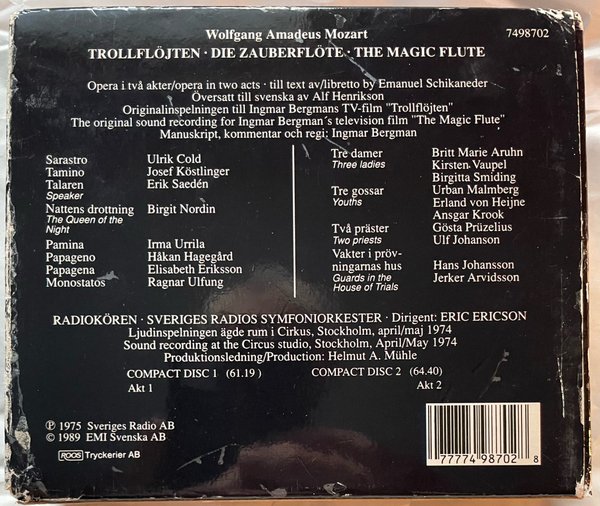 Wolfgang Amadeus Mozart
7498702
TROLLFLÖJTEN · DIE ZAUBERFLÖTE · THE MAGIC FLUTE
Opera i två akter/opera in two acts · till text av/libretto by Emanuel Schikaneder
Översatt till svenska av Alf Henrikson
Originalinspelningen till Ingmar Bergmans TV-film "Trollflöjten"
The original sound recording for Ingmar Bergman´s television film "The Magic Flute"
Manuskript, kommentar och regi: Ingmar Bergman
Sarastro Ulrik Cold
Tamino Josef Köstlinger
Talaren Erik Saedén
Speaker
Nattens drottning Birgit Nordin
The Queen of the
Night
Pamina Irma Urrila
Papageno Håkan Hagegård
Papagena Elisabeth Eriksson
Monostatos Ragnar Ulfung
Tre damer Britt Marie Aruhn
Three ladies Kirsten Vaupel
Birgitta Smiding
Tre gossar Urban Malmberg
Youths Erland von Heijne
Ansgar Krook
Två präster Gösta Prüzelius
Two priests Ulf Johanson
Vakter i pröv-
ningarnas hus Hans Johansson
Guards in the Jerker Arvidsson
House of Trials
RADIOKÖREN · SVERIGES RADIOS SYMFONIORKESTER · Dirigent: ERIC ERICSON
Ljudinspelningen ägde rum i Cirkus, Stockholm, april/maj 1974
Sound recording at the Circus studio, Stockholm, April/May 1974
Produktionsledning/Production: Helmut A. Mühle
COMPACT DISC 1 (61.19) COMPACT DISC 2 (64.40)
Akt 1 Akt 2
℗ 1975 Sveriges Radio AB
© 1989 EMI Svenska AB
ROOS Tryckerier AB
77774 98702 8